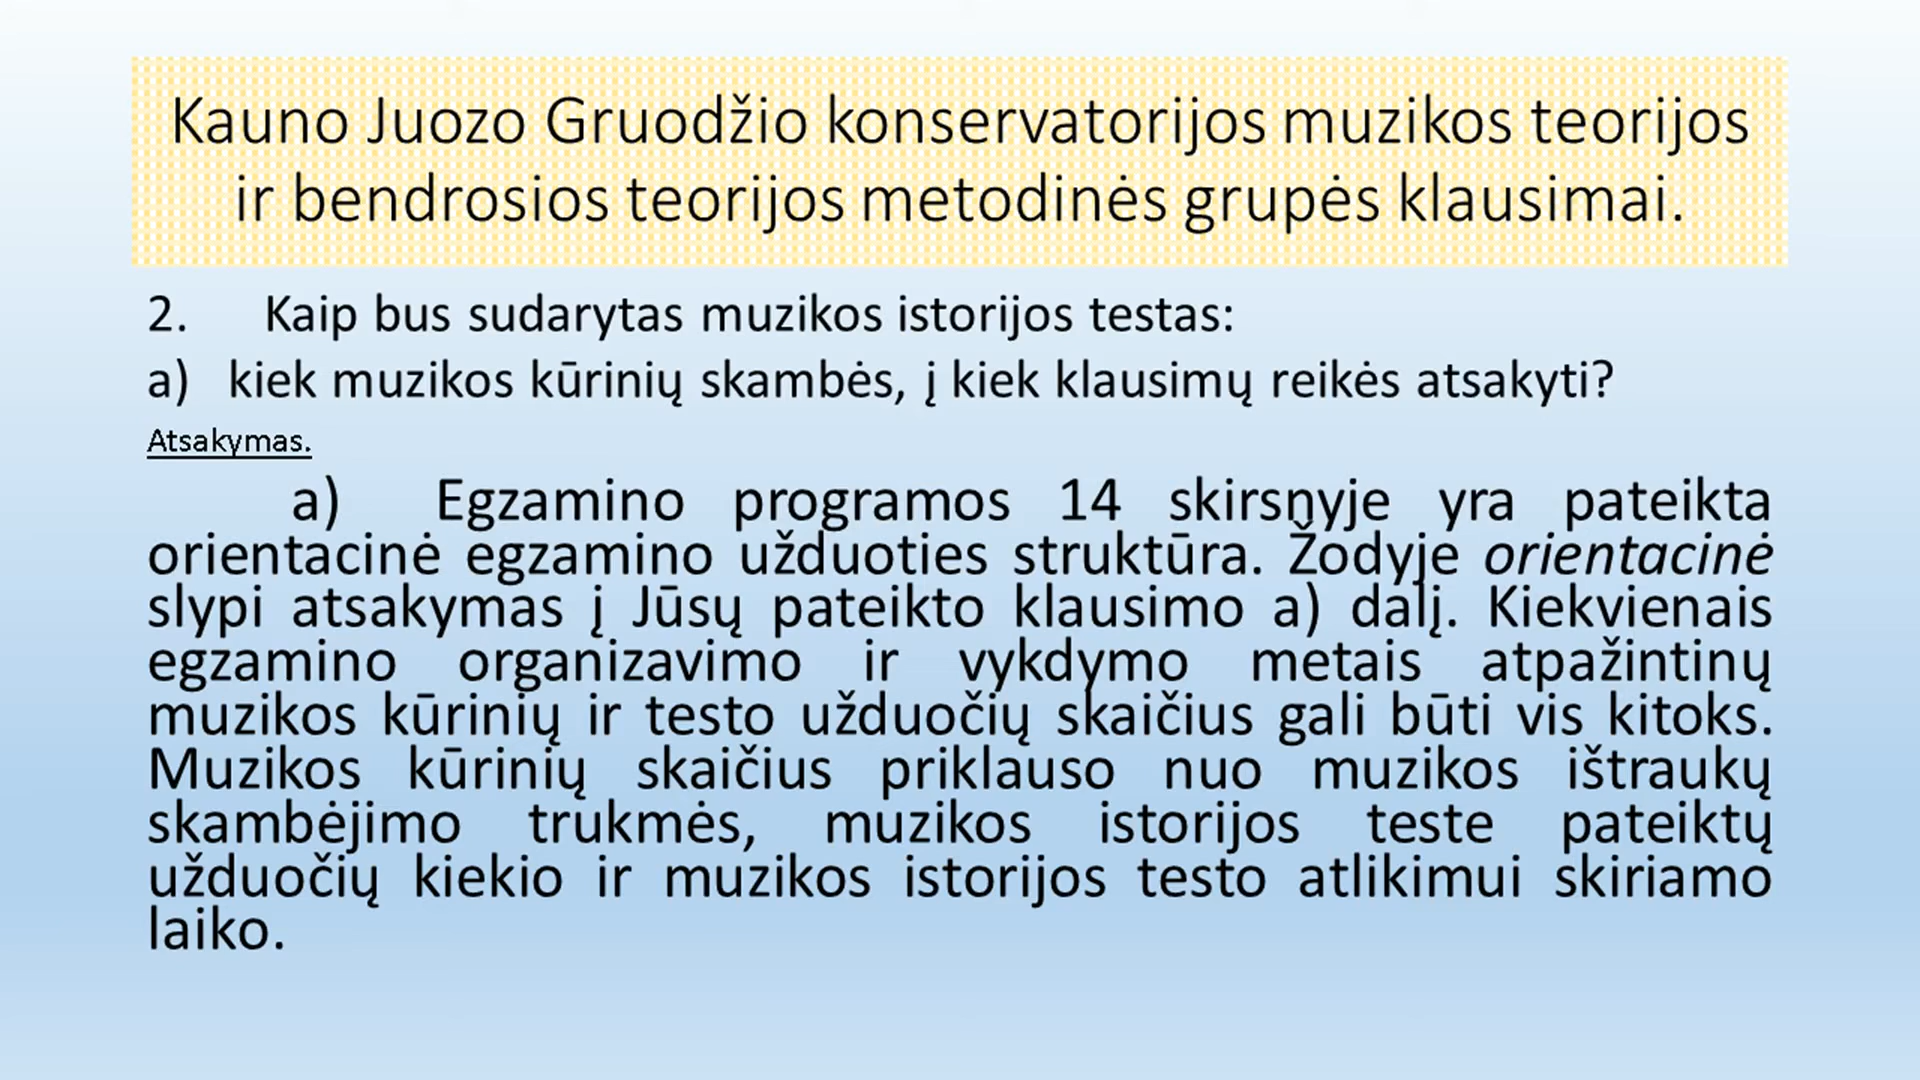 Kauno Juozo Gruodžio konservatorijos muzikos teorijos
ir bendrosios teorijos metodinės grupės klausimai.
2. Kaip bus sudarytas muzikos istorijos testas:
a) kiek muzikos kūrinių skambės, į kiek klausimų reikės atsakyti?
Atsakymas.
a) Egzamino programos 14 skirsnyje yra pateikta
orientacinė egzamino užduoties struktūra. Žodyje orientacinė
slypi atsakymas į Jūsų pateikto klausimo a) dalį. Kiekvienais
egzamino organizavimo ir vykdymo metais atpažintinų
muzikos kūrinių ir testo užduočių skaičius gali būti vis kitoks.
Muzikos kūrinių skaičius priklauso nuo muzikos ištraukų
skambėjimo trukmės, muzikos istorijos teste pateiktų
užduočių kiekio ir muzikos istorijos testo atlikimui skiriamo
laiko.